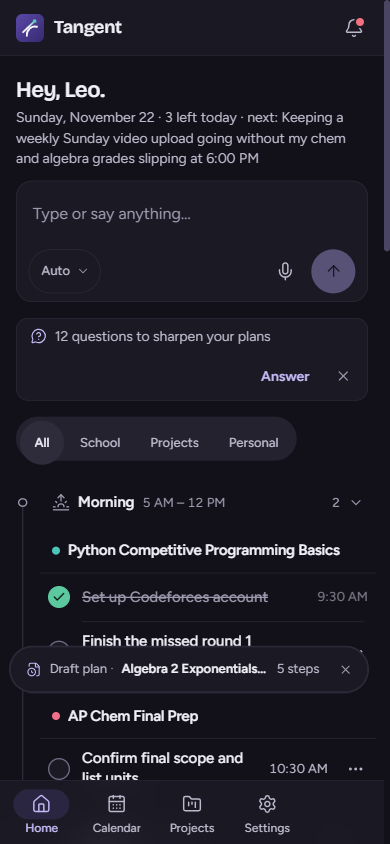 Tangent
Hey, Leo.
Sunday, November 22 · 3 left today · next: Keeping a
weekly Sunday video upload going without my chem
and algebra grades slipping at 6:00 PM
Type or say anything...
Auto
12 questions to sharpen your plans
Answer
All School Projects Personal
Morning 5 AM – 12 PM 2
Python Competitive Programming Basics
Set up Codeforces account 9:30 AM
Finish the missed round 1
Draft plan · Algebra 2 Exponentials... 5 steps
AP Chem Final Prep
Confirm final scope and 10:30 AM
list units
Home Calendar Projects Settings